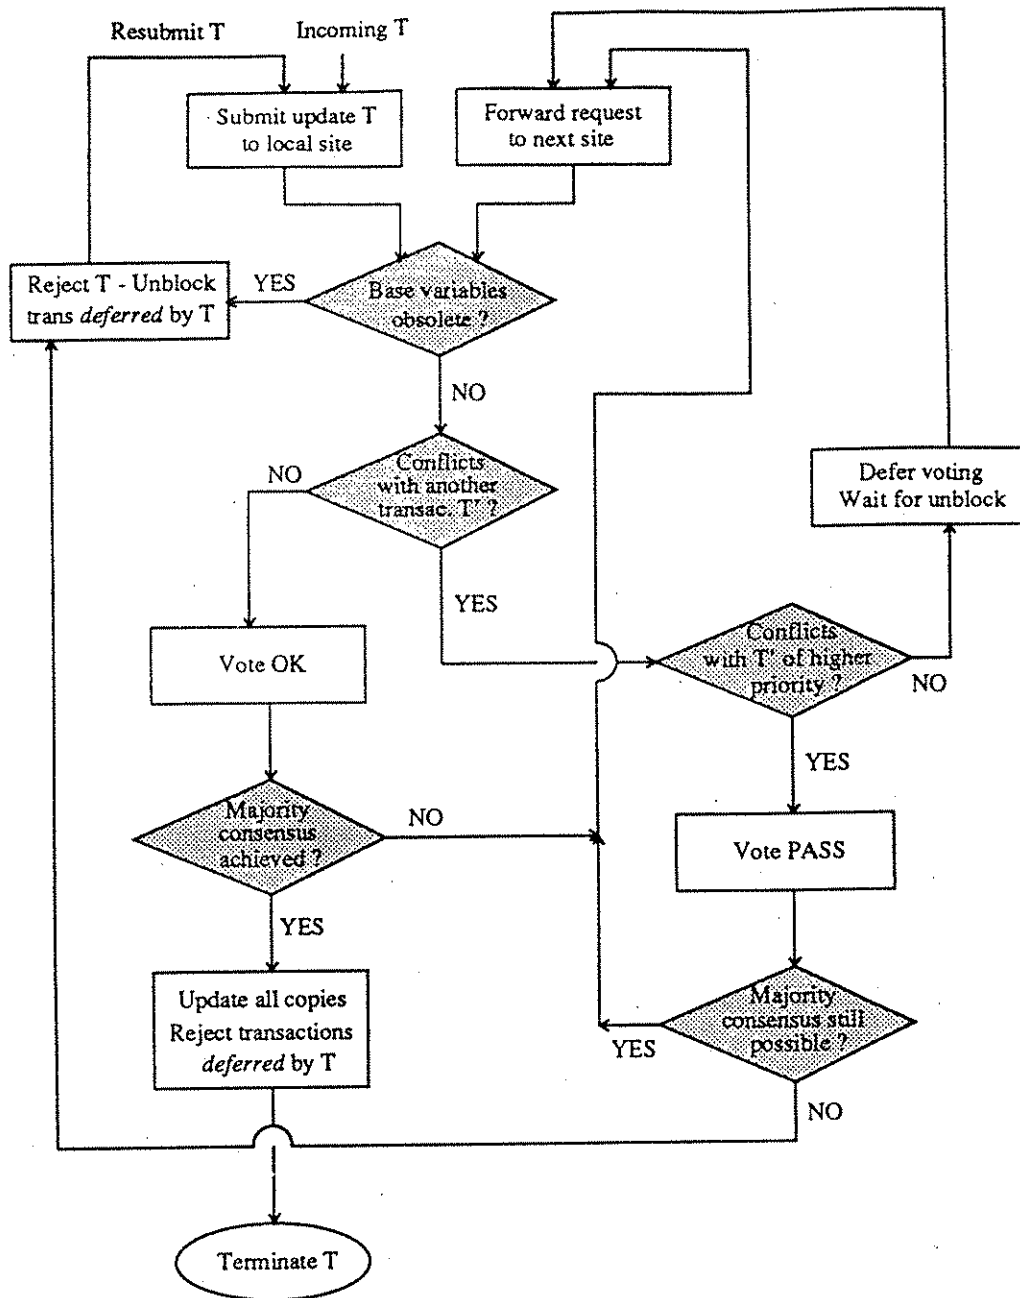 Resubmit T
Incoming T
Submit update T
to local site
Forward request
to next site
Reject T - Unblock
trans deferred by T
YES
Base variables
obsolete ?
NO
NO
Conflicts
with another
transac. T' ?
YES
Defer voting
Wait for unblock
Vote OK
Conflicts
with T' of higher
priority ?
NO
YES
Majority
consensus
achieved ?
NO
Vote PASS
YES
Update all copies
Reject transactions
deferred by T
YES
Majority
consensus still
possible ?
NO
Terminate T